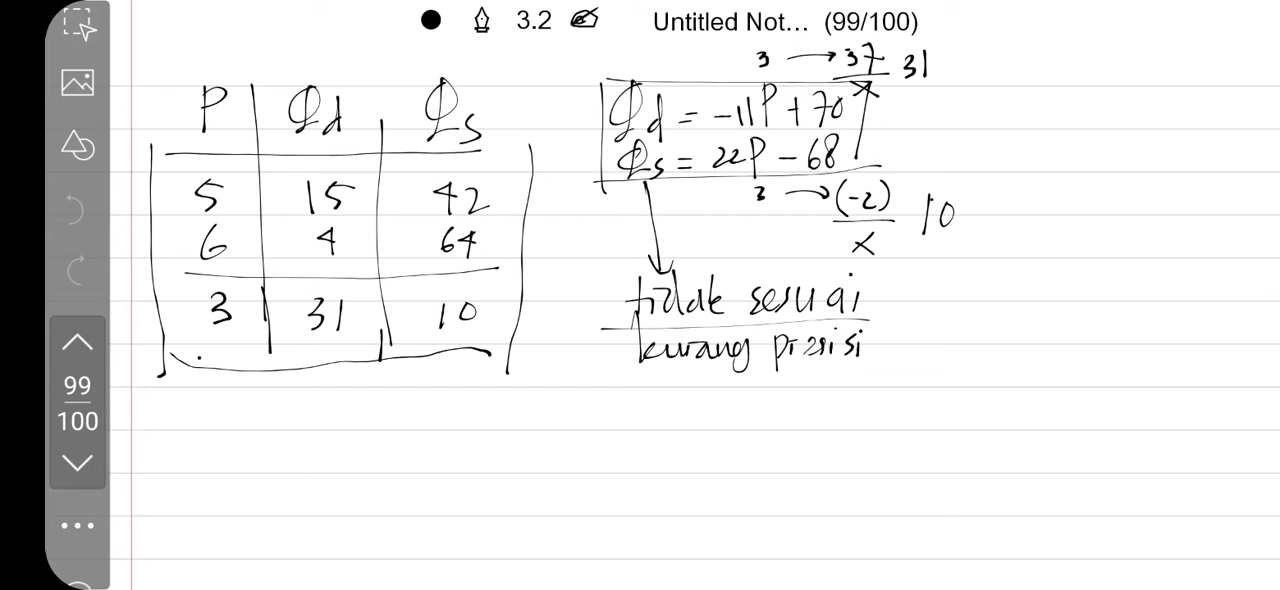 3.2 Untitled Not... (99/100)
P Qd Qs
5 15 42
6 4 64
3 31 10
3 → 37 31
Qd = -11P + 70
Qs = 22P - 68
3 → (-2) 10
x
tidak sesuai
kurang presisi
99
100